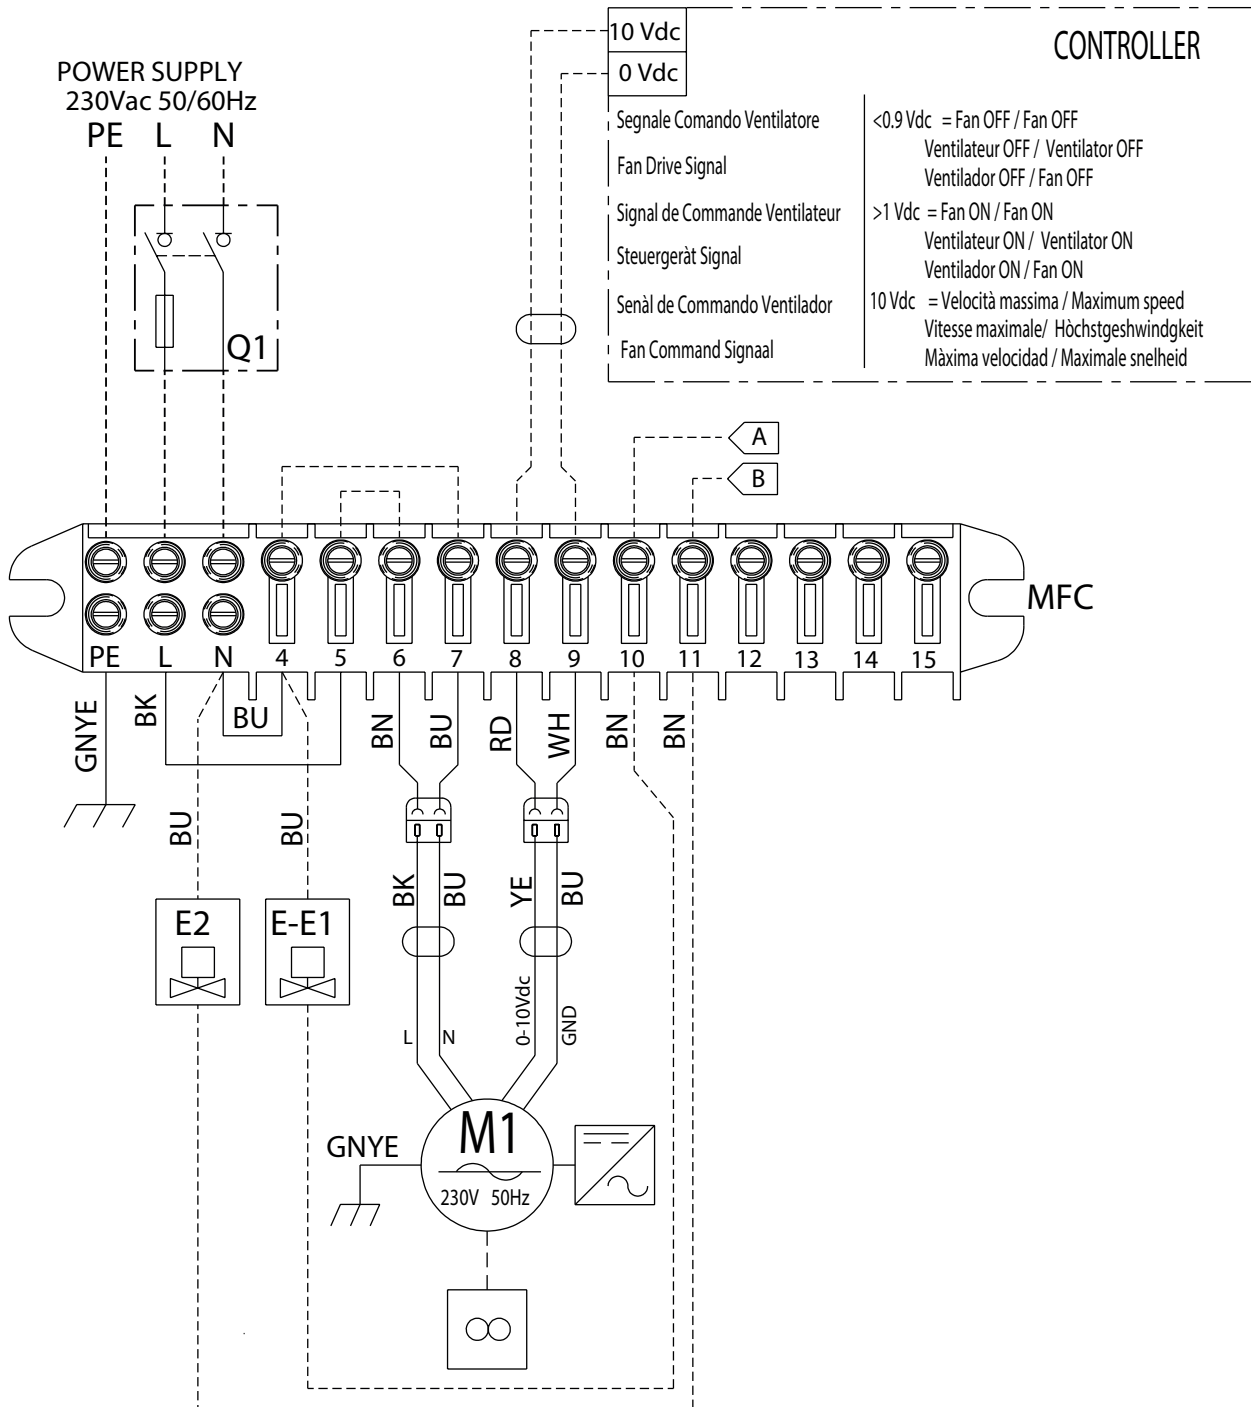 10 Vdc
0 Vdc
CONTROLLER
POWER SUPPLY
230Vac 50/60Hz
PE L N
Segnale Comando Ventilatore
Fan Drive Signal
Signal de Commande Ventilateur
Steuergeràt Signal
Senàl de Commando Ventilador
Fan Command Signaal
<0.9 Vdc = Fan OFF / Fan OFF
Ventilateur OFF / Ventilator OFF
Ventilador OFF / Fan OFF
>1 Vdc = Fan ON / Fan ON
Ventilateur ON / Ventilator ON
Ventilador ON / Fan ON
10 Vdc = Velocità massima / Maximum speed
Vitesse maximale/ Hòchstgeshwindgkeit
Màxima velocidad / Maximale snelheid
Q1
A
B
MFC
PE L N 4 5 6 7 8 9 10 11 12 13 14 15
GNYE
BK
BU
BN
BU
RD
WH
BN
BN
BU
BU
BK
BU
YE
BU
E2
E-E1
L
N
0-10Vdc
GND
GNYE
M1
230V 50Hz